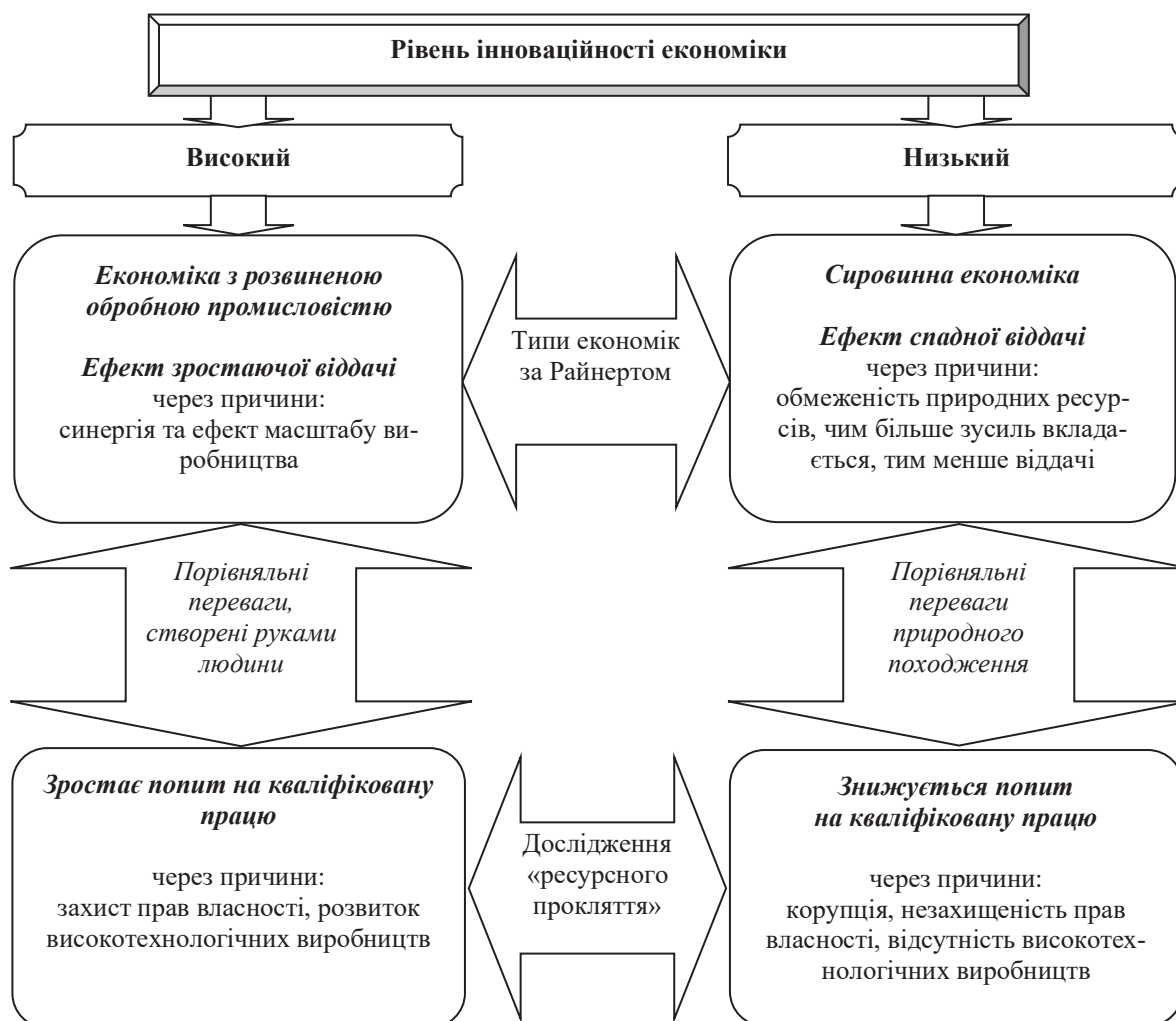 Рівень інноваційності економіки
Високий
Низький
Економіка з розвиненою
обробною промисловістю
Ефект зростаючої віддачі
через причини:
синергія та ефект масштабу ви-
робництва
Типи економік
за Райнертом
Сировинна економіка
Ефект спадної віддачі
через причини:
обмеженість природних ресур-
сів, чим більше зусиль вклада-
ється, тим менше віддачі
Порівняльні
переваги,
створені руками
людини
Порівняльні
переваги
природного
походження
Зростає попит на кваліфіковану
працю
через причини:
захист прав власності, розвиток
високотехнологічних виробництв
Дослідження
«ресурсного
прокляття»
Знижується попит
на кваліфіковану працю
через причини:
корупція, незахищеність прав
власності, відсутність високотех-
нологічних виробництв